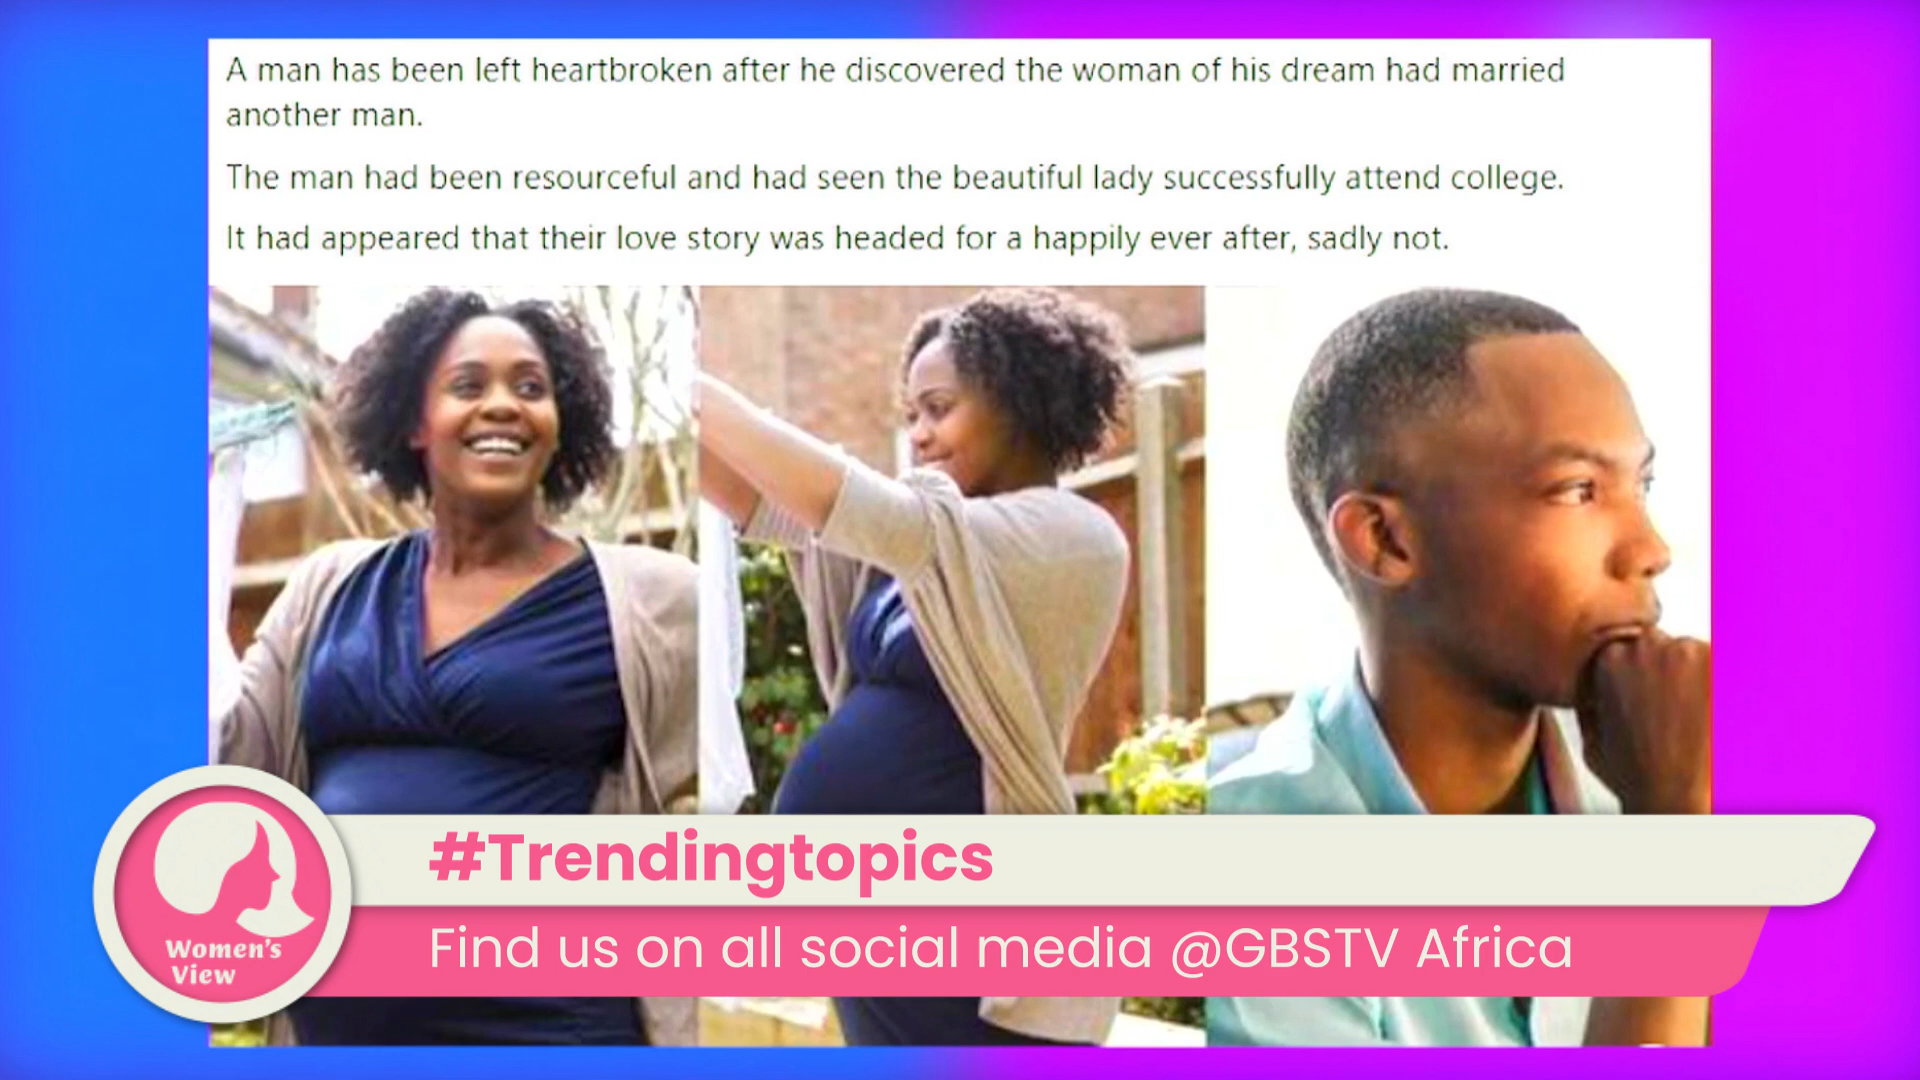 A man has been left heartbroken after he discovered the woman of his dream had married
another man.
The man had been resourceful and had seen the beautiful lady successfully attend college.
It had appeared that their love story was headed for a happily ever after, sadly not.
#Trendingtopics
Find us on all social media @GBSTV Africa
Women's
View